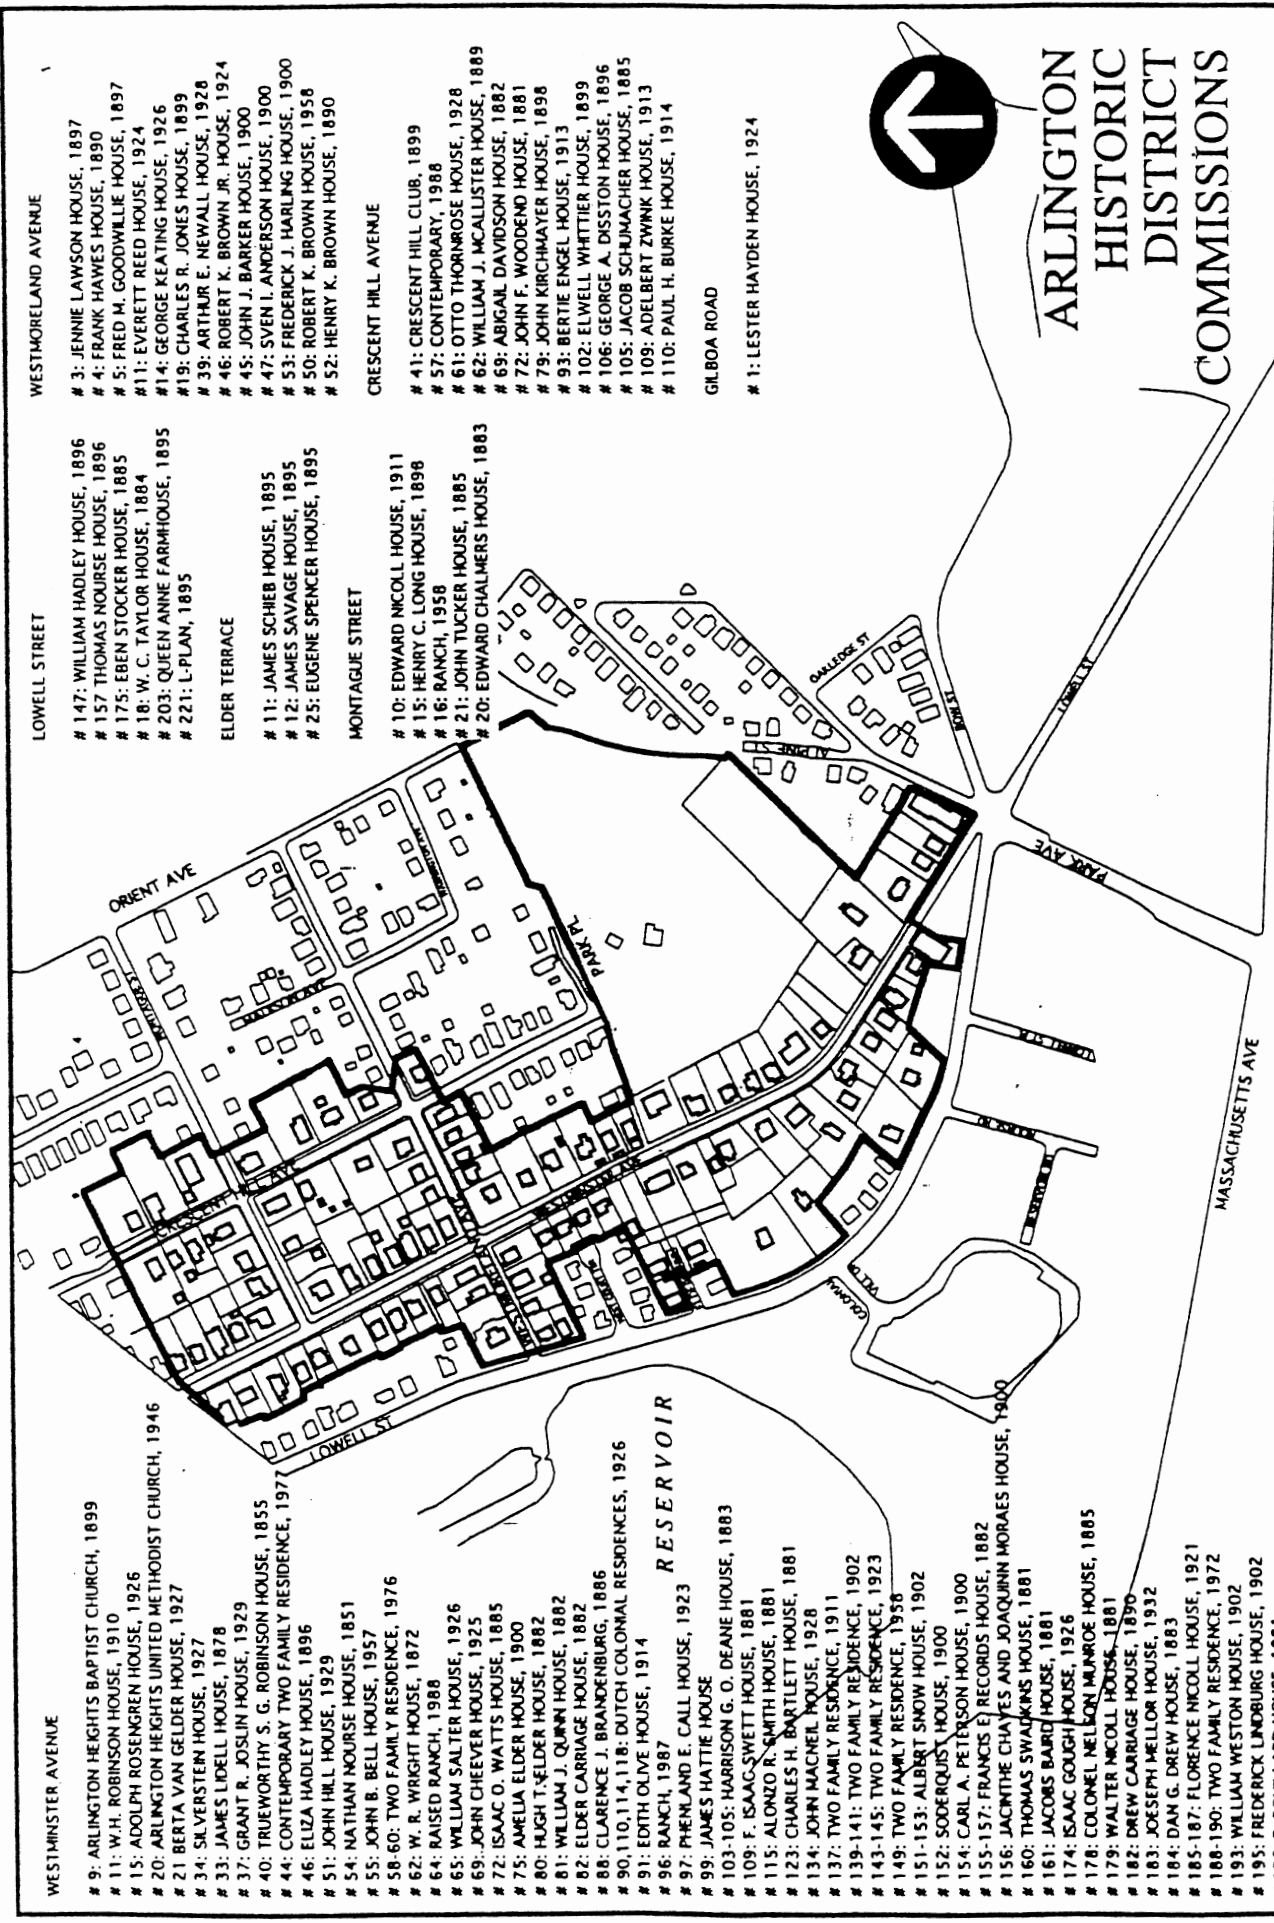 WESTMINSTER AVENUE
# 9: ARLINGTON HEIGHTS BAPTIST CHURCH, 1899
# 11: W.H. ROBINSON HOUSE, 1910
# 15: ADOLPH ROSENGREN HOUSE, 1926
# 20: ARLINGTON HEIGHTS UNITED METHODIST CHURCH, 1946
# 21 BERTA VAN GELDER HOUSE, 1927
# 34: SILVERSTEIN HOUSE, 1927
# 33: JAMES LIDELL HOUSE, 1878
# 37: GRANT R. JOSLIN HOUSE, 1929
# 40: TRUEWORTHY S. G. ROBINSON HOUSE, 1855
# 44: CONTEMPORARY TWO FAMILY RESIDENCE, 1977
# 46: ELIZA HADLEY HOUSE, 1896
# 51: JOHN HILL HOUSE, 1929
# 54: NATHAN NOURSE HOUSE, 1851
# 55: JOHN B. BELL HOUSE, 1957
# 58-60: TWO FAMILY RESIDENCE, 1976
# 62: W. R. WRIGHT HOUSE, 1872
# 64: RAISED RANCH, 1988
# 65: WILLIAM SALTER HOUSE, 1926
# 69: JOHN CHEEVER HOUSE, 1925
# 72: ISAAC O. WATTS HOUSE, 1885
# 75: AMELIA ELDER HOUSE, 1900
# 80: HUGH T. ELDER HOUSE, 1882
# 81: WILLIAM J. QUINN HOUSE, 1882
# 82: ELDER CARRIAGE HOUSE, 1882
# 88: CLARENCE J. BRANDENBURG, 1886
# 90,110,114,118: DUTCH COLONIAL RESIDENCES, 1926
# 91: EDITH OLIVE HOUSE, 1914
# 96: RANCH, 1987
# 97: PHENLAND E. CALL HOUSE, 1923
# 99: JAMES HATTIE HOUSE
# 103-105: HARRISON G. O. DEANE HOUSE, 1883
# 109: F. ISAAC SWETT HOUSE, 1881
# 115: ALONZO R. SMITH HOUSE, 1881
# 123: CHARLES H. BARTLETT HOUSE, 1881
# 134: JOHN MACNEIL HOUSE, 1928
# 137: TWO FAMILY RESIDENCE, 1911
# 139-141: TWO FAMILY RESIDENCE, 1902
# 143-145: TWO FAMILY RESIDENCE, 1923
# 149: TWO FAMILY RESIDENCE, 1958
# 151-153: ALBERT SNOW HOUSE, 1902
# 152: SODERQUIST HOUSE, 1900
# 154: CARL A. PETERSON HOUSE, 1900
# 155-157: FRANCIS E. RECORDS HOUSE, 1882
# 156: JACINTHE CHAYES AND JOAQUINN MORAES HOUSE, 1900
# 160: THOMAS SWADKINS HOUSE, 1881
# 161: JACOBS BAIRD HOUSE, 1881
# 174: ISAAC GOUGH HOUSE, 1926
# 178: COLONEL NELSON MUNROE HOUSE, 1885
# 179: WALTER NICOLL HOUSE, 1881
# 182: DREW CARRIAGE HOUSE, 1890
# 183: JOESEPH MELLOR HOUSE, 1932
# 184: DAN G. DREW HOUSE, 1883
# 185-187: FLORENCE NICOLL HOUSE, 1921
# 188-190: TWO FAMILY RESIDENCE, 1972
# 193: WILLIAM WESTON HOUSE, 1902
# 195: FREDERICK LINDBURG HOUSE, 1902
LOWELL STREET
# 147: WILLIAM HADLEY HOUSE, 1896
# 157 THOMAS NOURSE HOUSE, 1896
# 175: EBEN STOCKER HOUSE, 1885
# 18: W. C. TAYLOR HOUSE, 1884
# 203: QUEEN ANNE FARMHOUSE, 1895
# 221: L-PLAN, 1895
ELDER TERRACE
# 11: JAMES SCHIEB HOUSE, 1895
# 12: JAMES SAVAGE HOUSE, 1895
# 25: EUGENE SPENCER HOUSE, 1895
MONTAGUE STREET
# 10: EDWARD NICOLL HOUSE, 1911
# 15: HENRY C. LONG HOUSE, 1896
# 16: RANCH, 1958
# 21: JOHN TUCKER HOUSE, 1885
# 20: EDWARD CHALMERS HOUSE, 1883
WESTMORELAND AVENUE
# 3: JENNIE LAWSON HOUSE, 1897
# 4: FRANK HAWES HOUSE, 1890
# 5: FRED M. GOODWILLIE HOUSE, 1897
#11: EVERETT REED HOUSE, 1924
#14: GEORGE KEATING HOUSE, 1926
#19: CHARLES R. JONES HOUSE, 1899
# 39: ARTHUR E. NEWALL HOUSE, 1928
# 46: ROBERT K. BROWN JR. HOUSE, 1924
# 45: JOHN J. BARKER HOUSE, 1900
# 47: SVEN I. ANDERSON HOUSE, 1900
# 53: FREDERICK J. HARLING HOUSE, 1900
# 50: ROBERT K. BROWN HOUSE, 1958
# 52: HENRY K. BROWN HOUSE, 1890
CRESCENT HILL AVENUE
# 41: CRESCENT HILL CLUB, 1899
# 57: CONTEMPORARY, 1988
# 61: OTTO THORNROSE HOUSE, 1928
# 62: WILLIAM J. MCALLISTER HOUSE, 1889
# 69: ABIGAIL DAVIDSON HOUSE, 1882
# 72: JOHN F. WOODEND HOUSE, 1881
# 79: JOHN KIRCHMAYER HOUSE, 1898
# 93: BERTIE ENGEL HOUSE, 1913
# 102: ELWELL WHITTIER HOUSE, 1899
# 106: GEORGE A. DISSTON HOUSE, 1896
# 105: JACOB SCHUMACHER HOUSE, 1885
# 109: ADELBERT ZWINK HOUSE, 1913
# 110: PAUL H. BURKE HOUSE, 1914
GILBOA ROAD
# 1: LESTER HAYDEN HOUSE, 1924
ARLINGTON
HISTORIC
DISTRICT
COMMISSIONS
ORIENT AVE
MONTAGUE ST
MADISON AVE
PARK PL
CRESCENT HILL AVE
WESTMORELAND AVE
WESTMINSTER AVE
LOWELL ST
RESERVOIR
COLONIAL
ALPINE ST
OAKLEDGE ST
BOW ST
LOWELL ST
PARK AVE
MASSACHUSETTS AVE